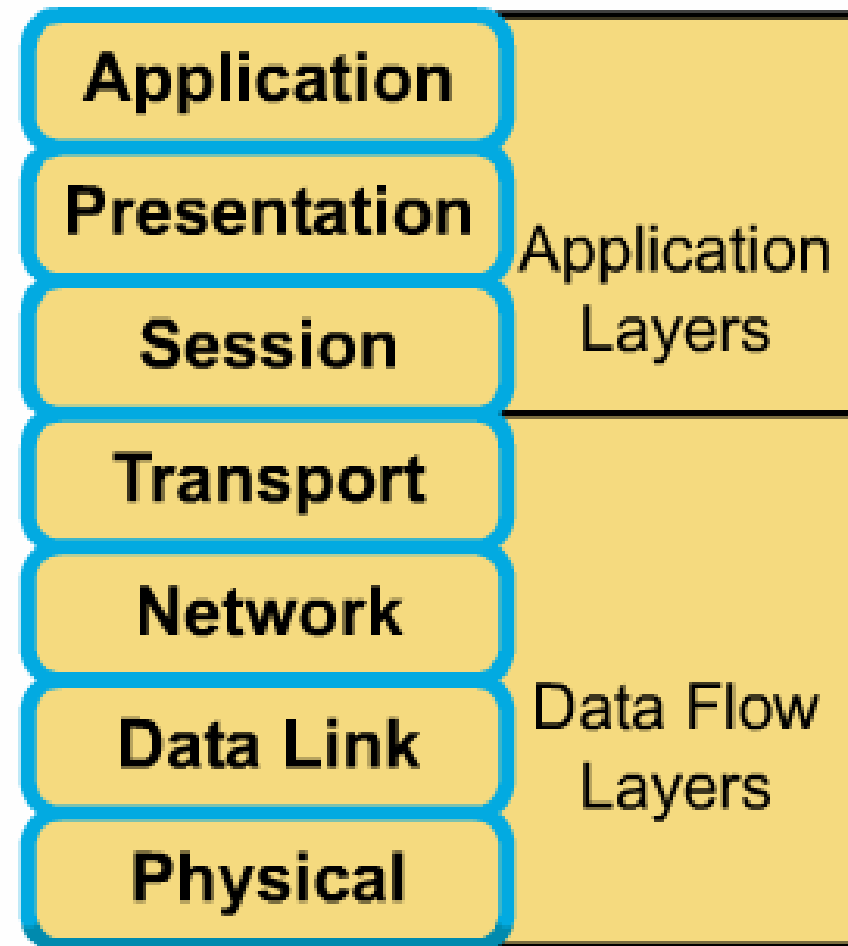 Application
Presentation
Session
Transport
Network
Data Link
Physical
Application
Layers
Data Flow
Layers